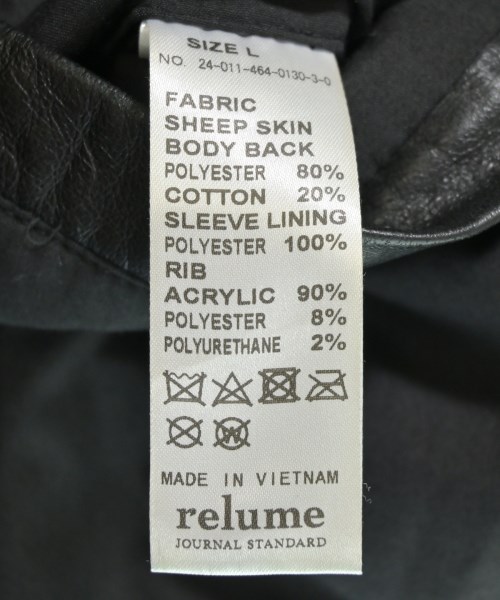 SIZE L
NO. 24-011-464-0130-3-0
FABRIC
SHEEP SKIN
BODY BACK
POLYESTER 80%
COTTON 20%
SLEEVE LINING
POLYESTER 100%
RIB
ACRYLIC 90%
POLYESTER 8%
POLYURETHANE 2%
W
MADE IN VIETNAM
relume
JOURNAL STANDARD